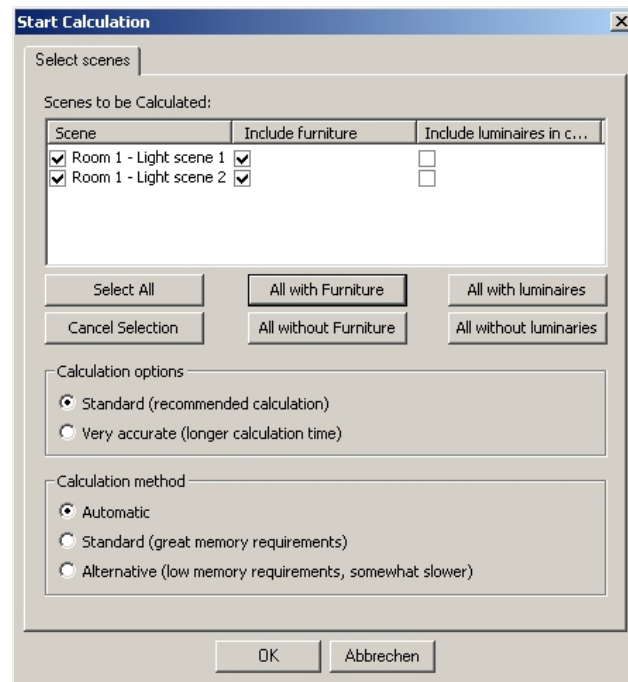 Start Calculation
Select scenes
Scenes to be Calculated:
Scene Include furniture Include luminaires in c...
Room 1 - Light scene 1
Room 1 - Light scene 2
Select All All with Furniture All with luminaires
Cancel Selection All without Furniture All without luminaries
Calculation options
Standard (recommended calculation)
Very accurate (longer calculation time)
Calculation method
Automatic
Standard (great memory requirements)
Alternative (low memory requirements, somewhat slower)
OK Abbrechen